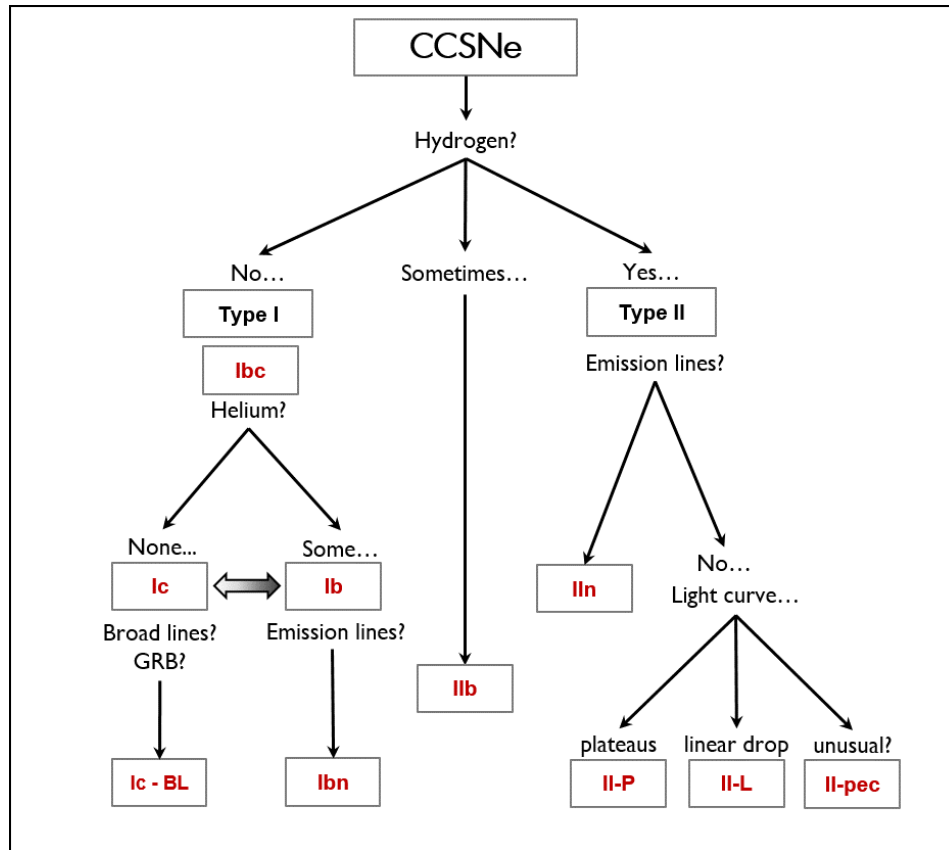 CCSNe
Hydrogen?
No…
Sometimes…
Yes…
Type I
Type II
Ibc
Emission lines?
Helium?
None...
Some…
No…
Ic
Ib
IIn
Light curve…
Broad lines?
Emission lines?
GRB?
IIb
plateaus
linear drop
unusual?
Ic - BL
Ibn
II-P
II-L
II-pec